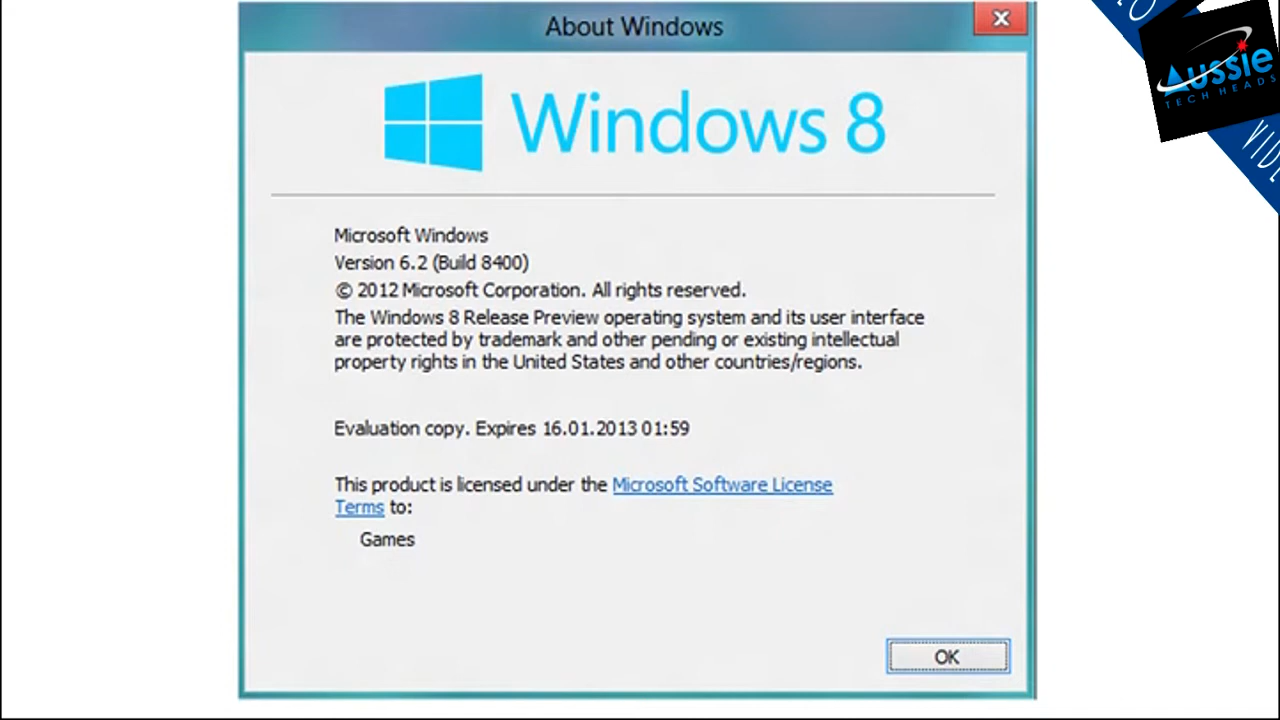 About Windows
Windows 8
Microsoft Windows
Version 6.2 (Build 8400)
© 2012 Microsoft Corporation. All rights reserved.
The Windows 8 Release Preview operating system and its user interface
are protected by trademark and other pending or existing intellectual
property rights in the United States and other countries/regions.
Evaluation copy. Expires 16.01.2013 01:59
This product is licensed under the Microsoft Software License
Terms to:
Games
OK
Aussie
TECH HEADS